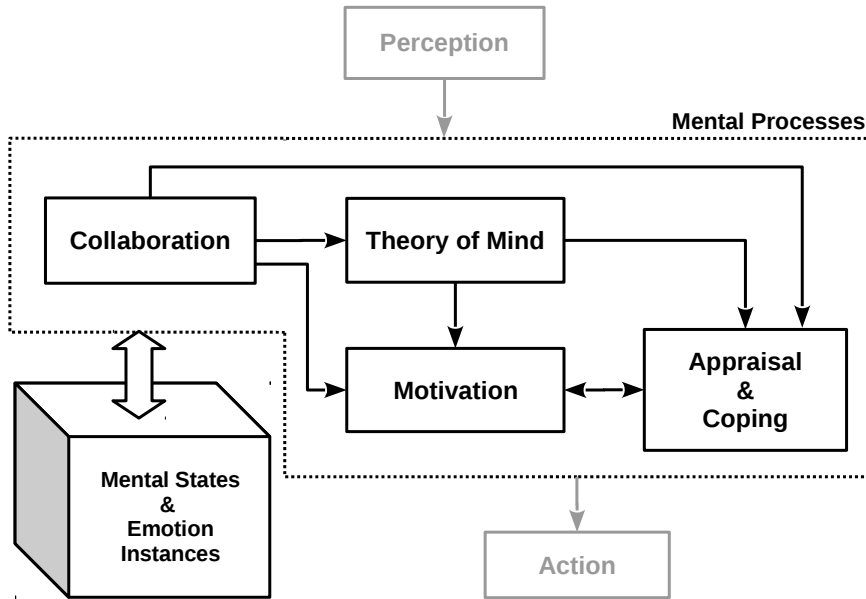 Perception
Mental Processes
Collaboration
Theory of Mind
Motivation
Appraisal
&
Coping
Mental States
&
Emotion
Instances
Action